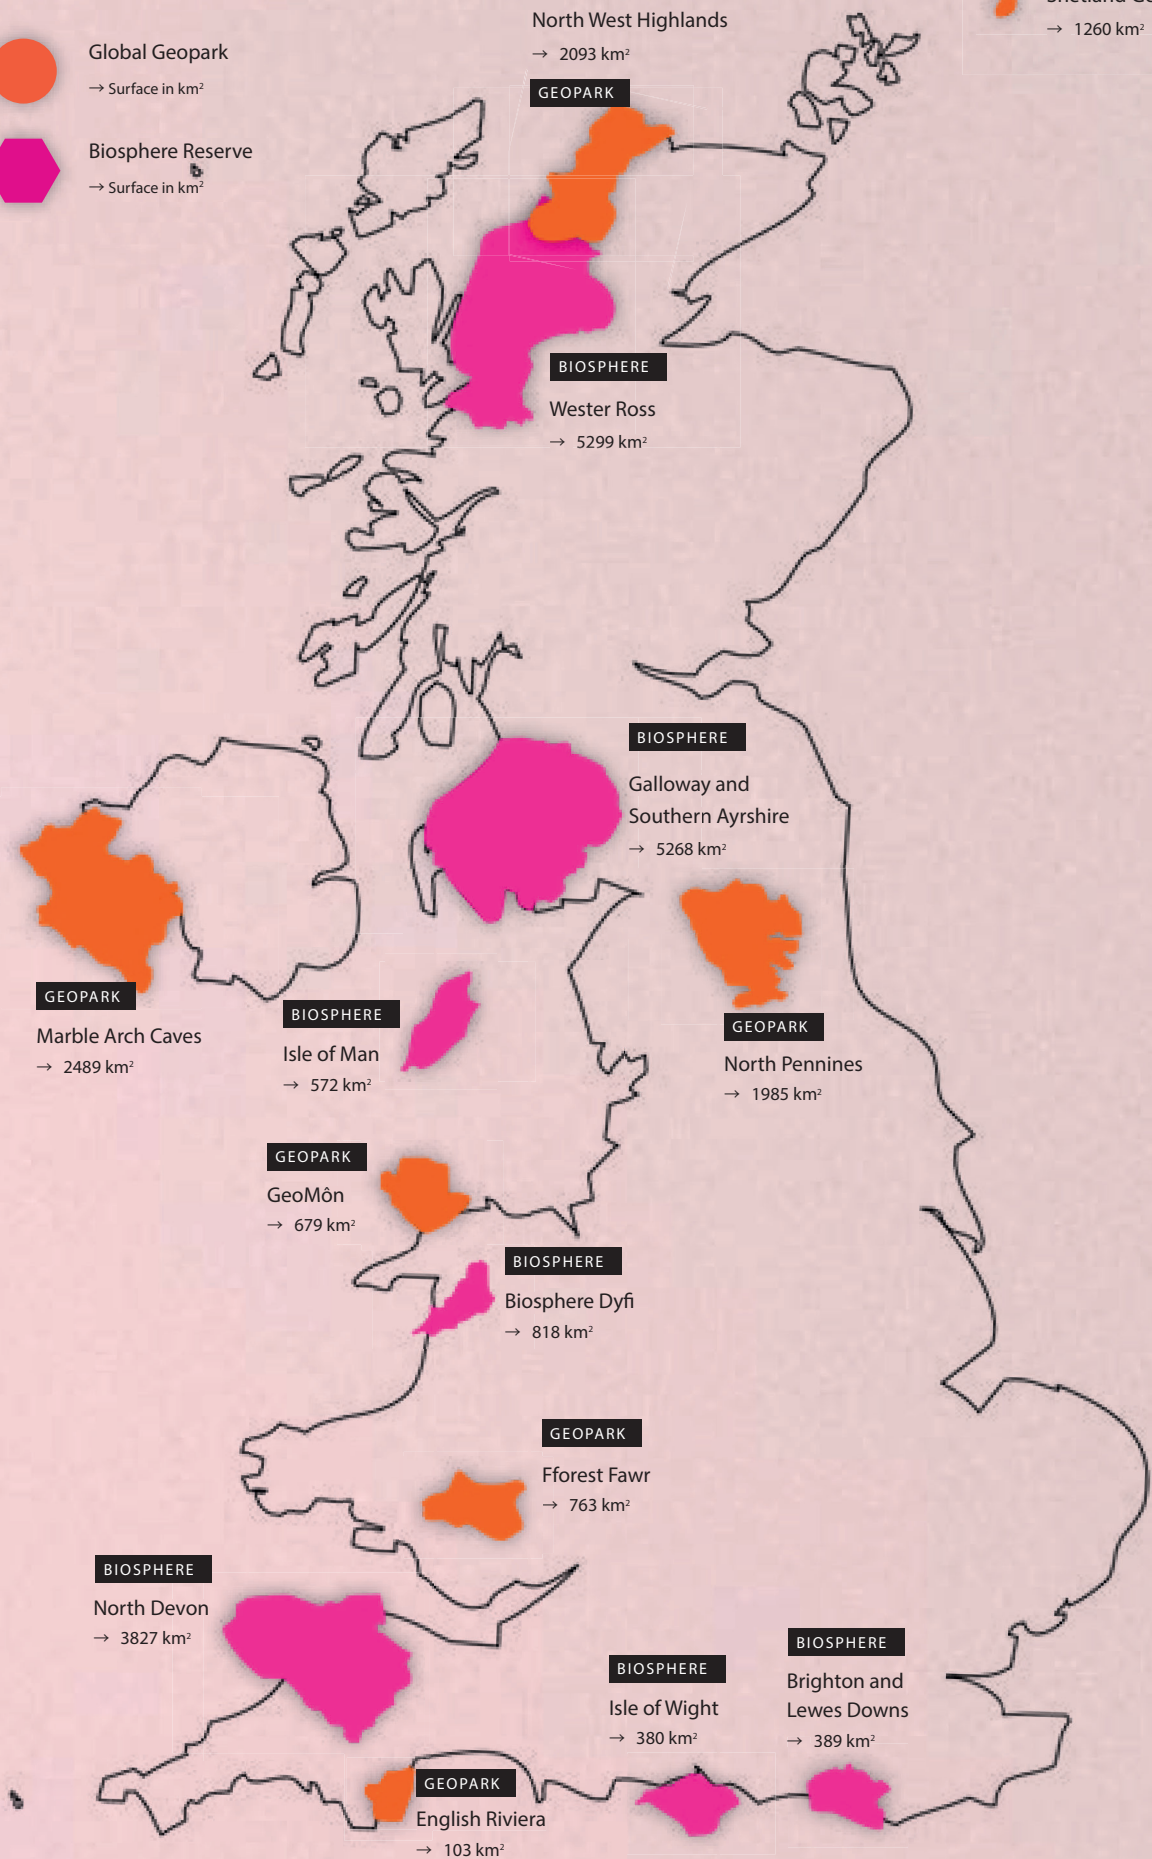 Global Geopark
→ Surface in km²
Biosphere Reserve
→ Surface in km²
North West Highlands
→ 2093 km²
GEOPARK
→ 1260 km²
BIOSPHERE
Wester Ross
→ 5299 km²
BIOSPHERE
Galloway and
Southern Ayrshire
→ 5268 km²
GEOPARK
Marble Arch Caves
→ 2489 km²
BIOSPHERE
Isle of Man
→ 572 km²
GEOPARK
North Pennines
→ 1985 km²
GEOPARK
GeoMôn
→ 679 km²
BIOSPHERE
Biosphere Dyfi
→ 818 km²
GEOPARK
Fforest Fawr
→ 763 km²
BIOSPHERE
North Devon
→ 3827 km²
BIOSPHERE
Isle of Wight
→ 380 km²
BIOSPHERE
Brighton and
Lewes Downs
→ 389 km²
GEOPARK
English Riviera
→ 103 km²